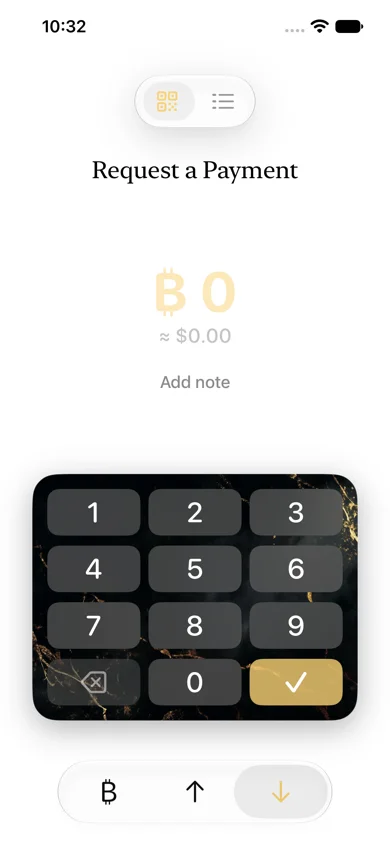 10:32
Request a Payment
₿ 0
≈ $0.00
Add note
1 2 3
4 5 6
7 8 9
0
₿